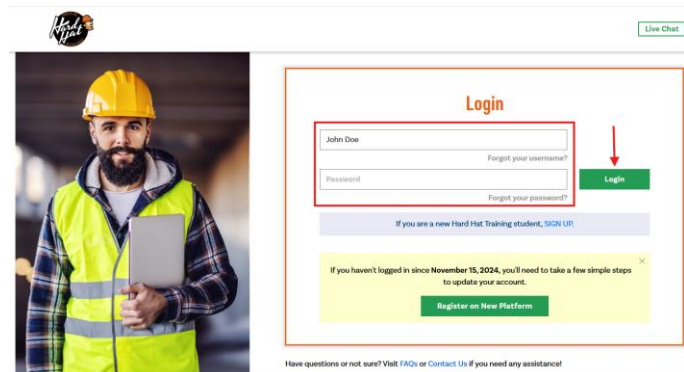 Hard
Hat
Live Chat
Login
John Doe
Forgot your username?
Password
Login
Forgot your password?
If you are a new Hard Hat Training student, SIGN UP.
If you haven't logged in since November 15, 2024, you'll need to take a few simple steps
to update your account.
Register on New Platform
Have questions or not sure? Visit FAQs or Contact Us if you need any assistance!